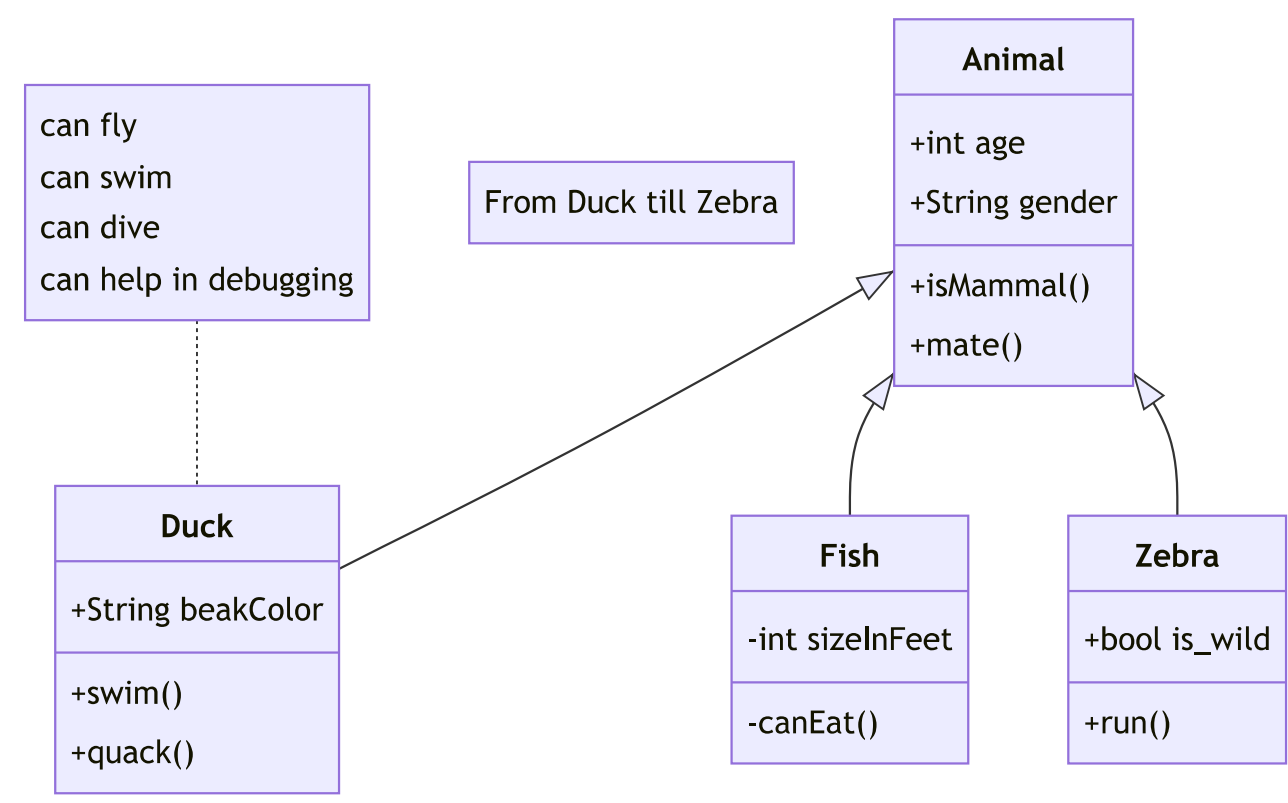 can fly
can swim
can dive
can help in debugging
From Duck till Zebra
Animal
+int age
+String gender
+isMammal()
+mate()
Duck
+String beakColor
+swim()
+quack()
Fish
-int sizeInFeet
-canEat()
Zebra
+bool is_wild
+run()